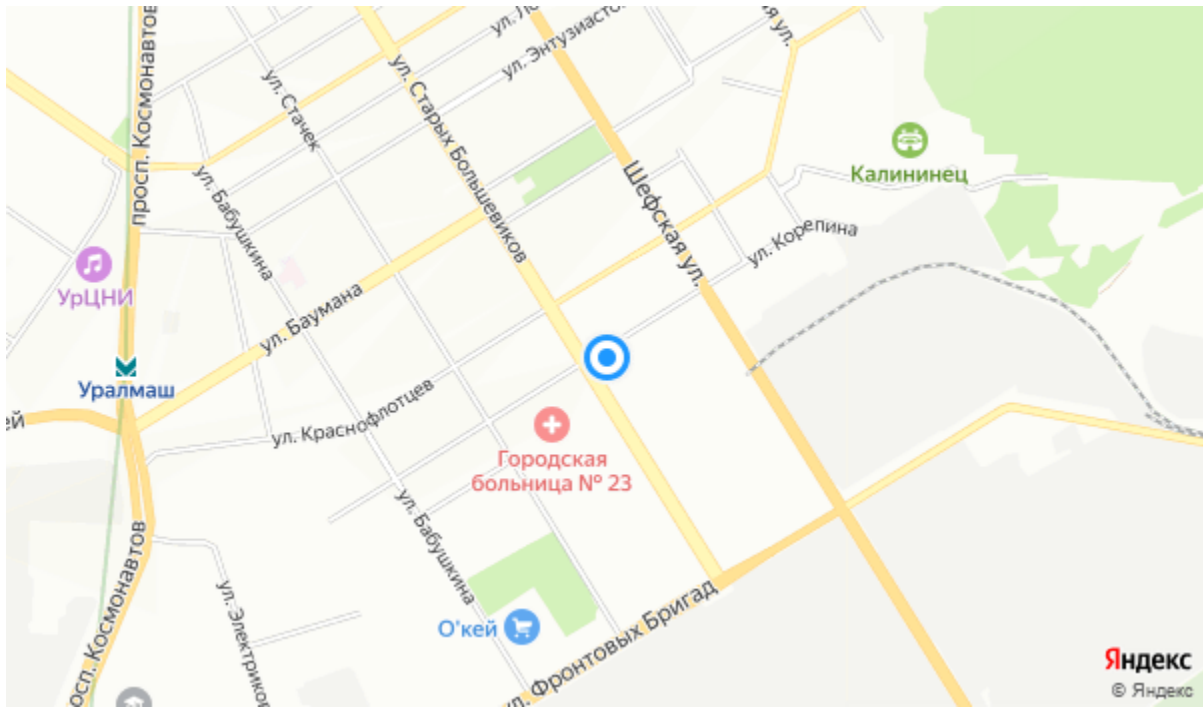 ул. Энтузиастов
просп. Космонавтов
ул. Стачек
ул. Старых Большевиков
Калининец
ул. Бабушкина
Шефская ул.
ул. Корепина
УрЦНИ
ул. Баумана
Уралмаш
ул. Краснофлотцев
Городская
больница № 23
ул. Бабушкина
просп. Космонавтов
ул. Электриков
О'кей
ул. Фронтовых Бригад
Яндекс
© Яндекс